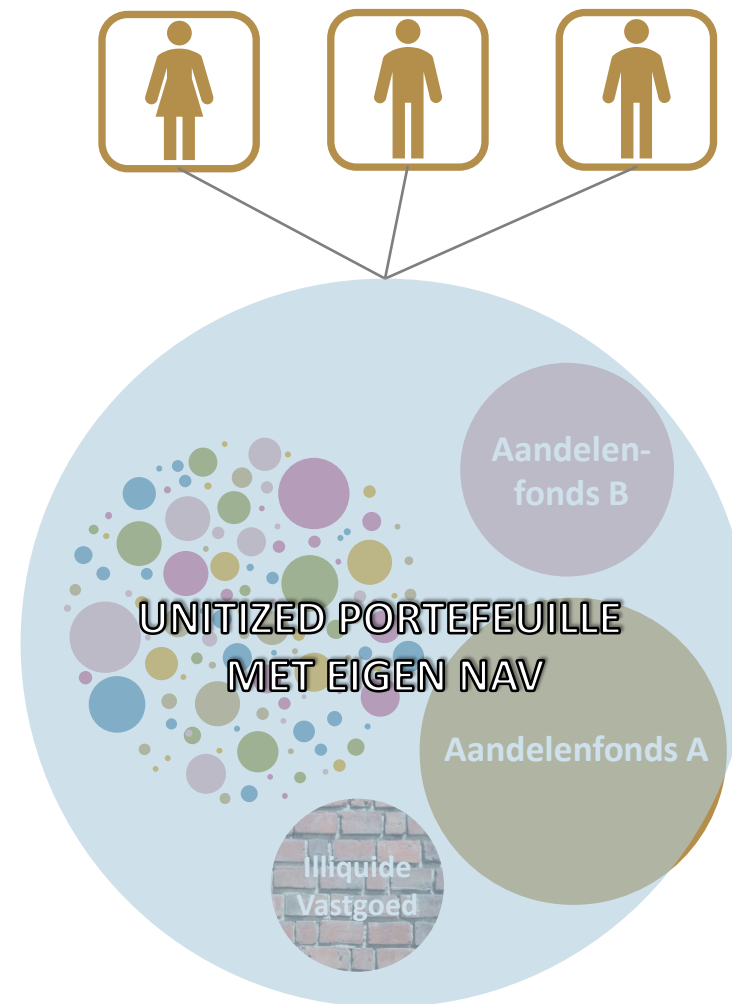 Aandelen-
fonds B
UNITIZED PORTEFEUILLE
MET EIGEN NAV
Aandelenfonds A
Illiquide
Vastgoed